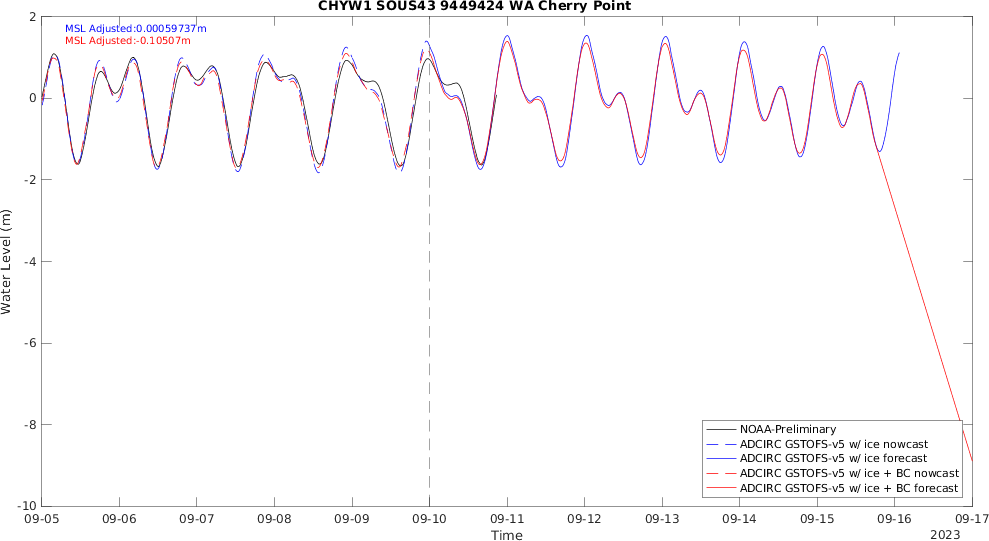 CHYW1 SOUS43 9449424 WA Cherry Point
MSL Adjusted:0.00059737m
MSL Adjusted:-0.10507m
2
0
-2
-4
-6
-8
-10
Water Level (m)
NOAA-Preliminary
ADCIRC GSTOFS-v5 w/ ice nowcast
ADCIRC GSTOFS-v5 w/ ice forecast
ADCIRC GSTOFS-v5 w/ ice + BC nowcast
ADCIRC GSTOFS-v5 w/ ice + BC forecast
09-05 09-06 09-07 09-08 09-09 09-10 09-11 09-12 09-13 09-14 09-15 09-16 09-17
Time
2023